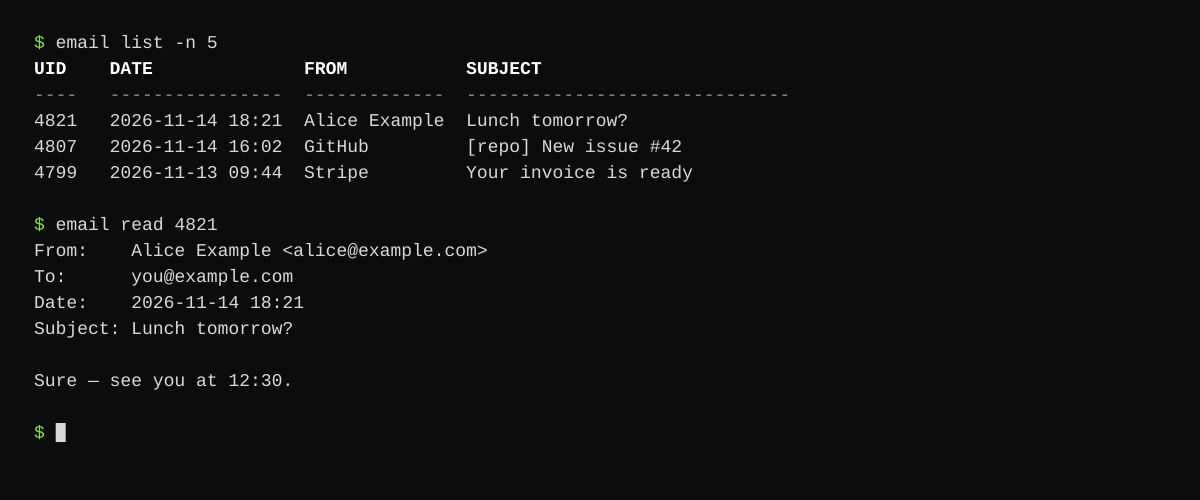 $ email list -n 5
UID    DATE              FROM           SUBJECT
----   ----------------  -------------  ------------------------------
4821   2026-11-14 18:21  Alice Example  Lunch tomorrow?
4807   2026-11-14 16:02  GitHub         [repo] New issue #42
4799   2026-11-13 09:44  Stripe         Your invoice is ready
$ email read 4821
From:    Alice Example <alice@example.com>
To:      you@example.com
Date:    2026-11-14 18:21
Subject: Lunch tomorrow?
Sure — see you at 12:30.
$